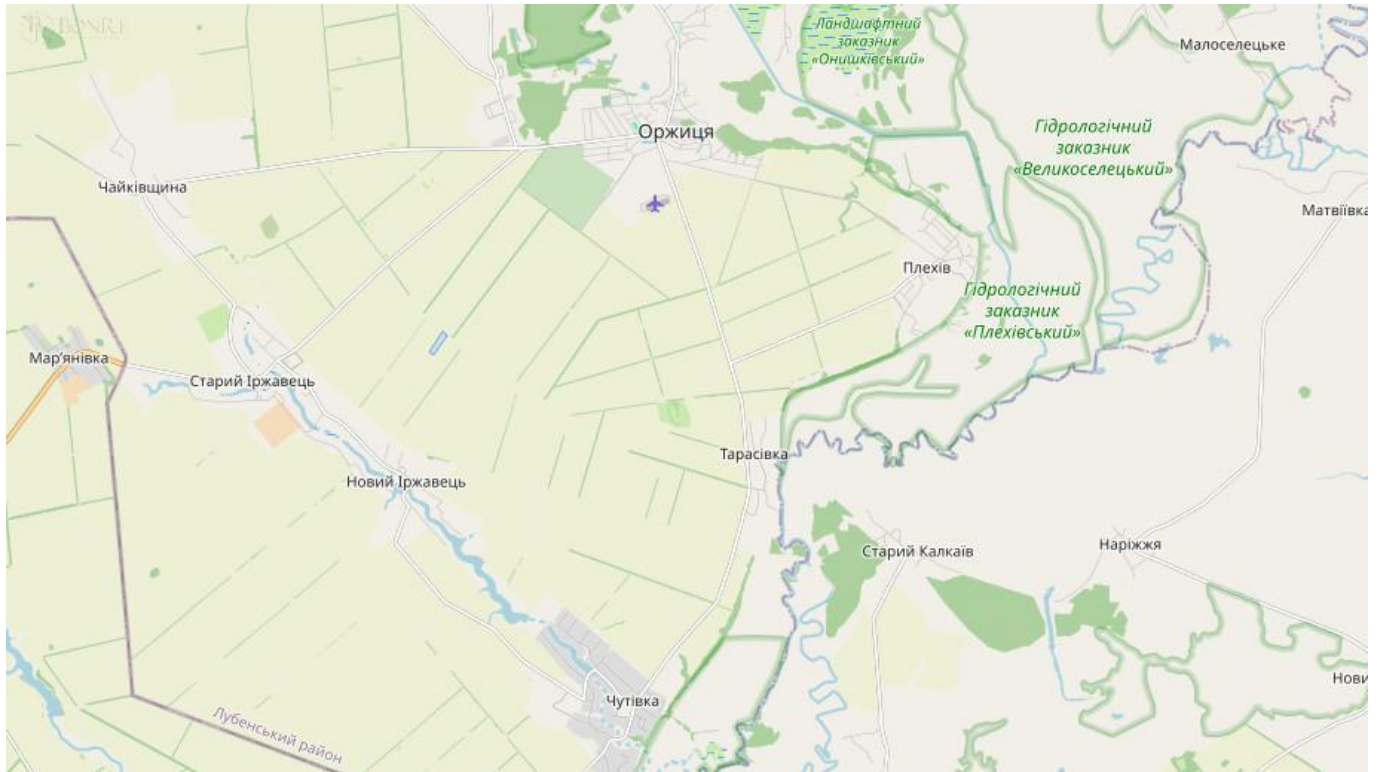 Ландшафтний
заказник
«Онишківський»
Малоселецьке
Оржиця
Гідрологічний
заказник
«Великоселецький»
Чайківщина
Матвіївка
Плехів
Гідрологічний
заказник
«Плехівський»
Мар'янівка
Старий Іржавець
Тарасівка
Новий Іржавець
Старий Калкаїв
Наріжжя
Нови
Чутівка
Лубенський район